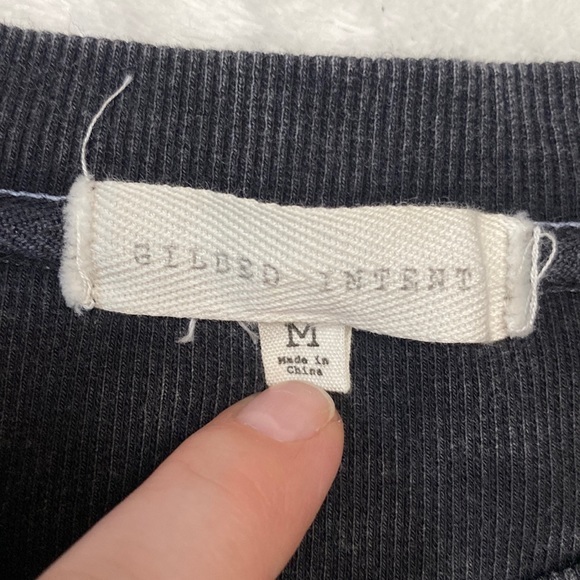 GILDED INTENT
M
Made in
China